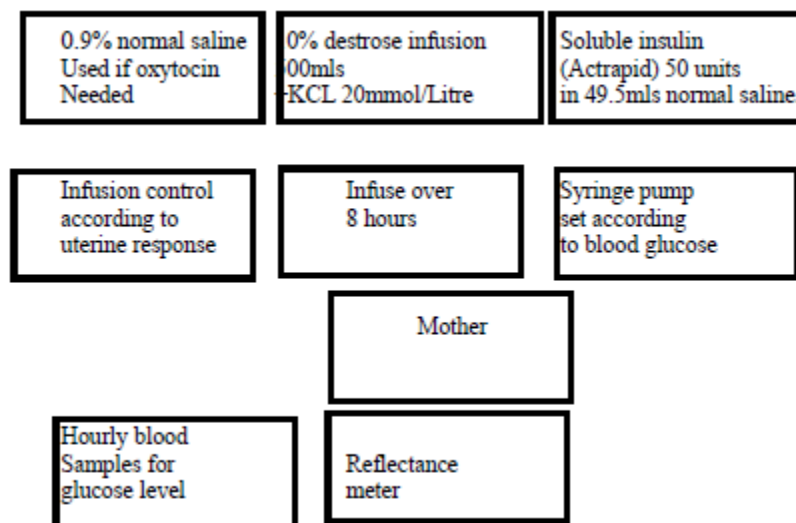 0.9% normal saline
Used if oxytocin
Needed
0% destrose infusion
00mls
KCL 20mmol/Litre
Soluble insulin
(Actrapid) 50 units
in 49.5mls normal saline
Infusion control
according to
uterine response
Infuse over
8 hours
Syringe pump
set according
to blood glucose
Mother
Hourly blood
Samples for
glucose level
Reflectance
meter